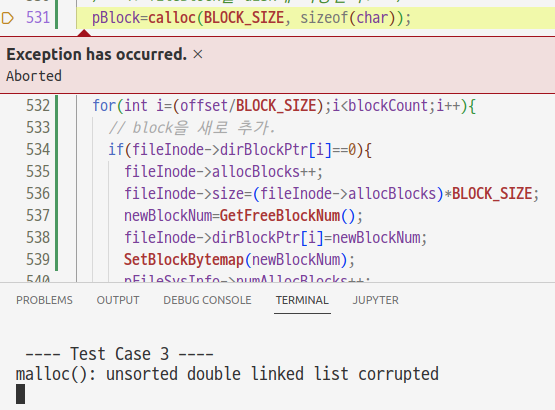 531 pBlock=calloc(BLOCK_SIZE, sizeof(char));
Exception has occurred. ×
Aborted
532 for(int i=(offset/BLOCK_SIZE);i<blockCount;i++){
533 // block을 새로 추가.
534 if(fileInode->dirBlockPtr[i]==0){
535 fileInode->allocBlocks++;
536 fileInode->size=(fileInode->allocBlocks)*BLOCK_SIZE;
537 newBlockNum=GetFreeBlockNum();
538 fileInode->dirBlockPtr[i]=newBlockNum;
539 SetBlockBytemap(newBlockNum);
540 pFileSysInfo->numAllocBlocks++;
PROBLEMS OUTPUT DEBUG CONSOLE TERMINAL JUPYTER
---- Test Case 3 ----
malloc(): unsorted double linked list corrupted